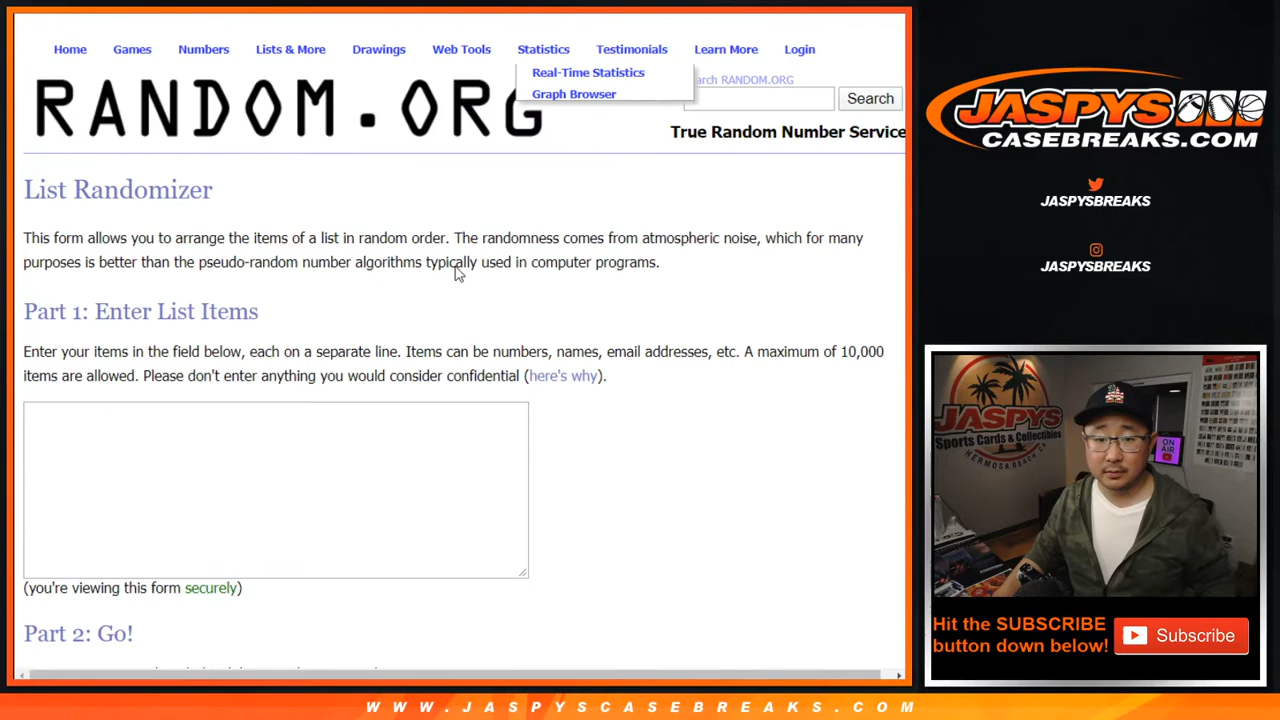 Home Games Numbers Lists & More Drawings Web Tools Statistics Testimonials Learn More Login
Real-Time Statistics
Graph Browser
arch RANDOM.ORG
Search
RANDOM.ORG
True Random Number Service
List Randomizer
This form allows you to arrange the items of a list in random order. The randomness comes from atmospheric noise, which for many
purposes is better than the pseudo-random number algorithms typically used in computer programs.
Part 1: Enter List Items
Enter your items in the field below, each on a separate line. Items can be numbers, names, email addresses, etc. A maximum of 10,000
items are allowed. Please don't enter anything you would consider confidential (here's why).
(you're viewing this form securely)
Part 2: Go!
JASPYS
CASEBREAKS.COM
JASPYSBREAKS
JASPYSBREAKS
JASPYS
Sports Cards & Collectibles
HERMOSA BEACH, CA
ON
AIR
Hit the SUBSCRIBE
button down below!
Subscribe
WWW.JASPYSCASEBREAKS.COM